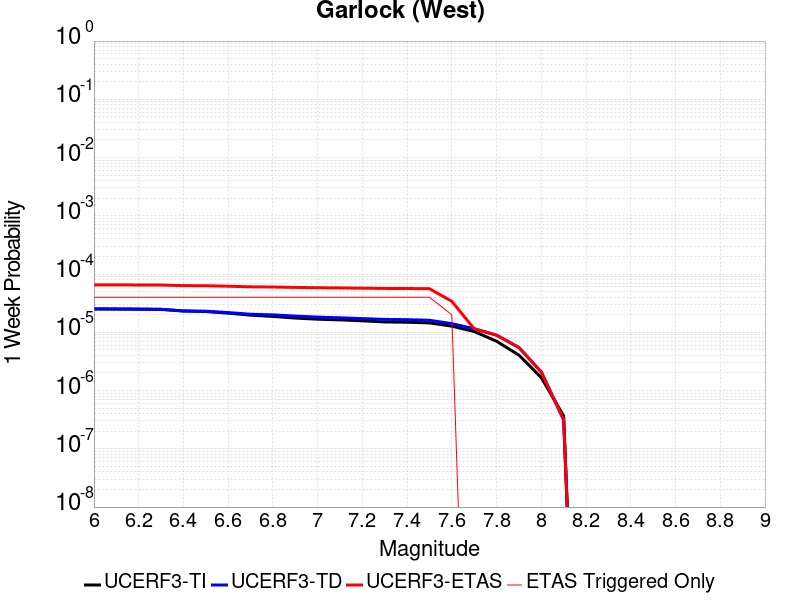 Garlock (West)
10^0
10^-1
10^-2
10^-3
10^-4
10^-5
10^-6
10^-7
10^-8
1 Week Probability
6 6.2 6.4 6.6 6.8 7 7.2 7.4 7.6 7.8 8 8.2 8.4 8.6 8.8 9
Magnitude
UCERF3-TI UCERF3-TD UCERF3-ETAS ETAS Triggered Only